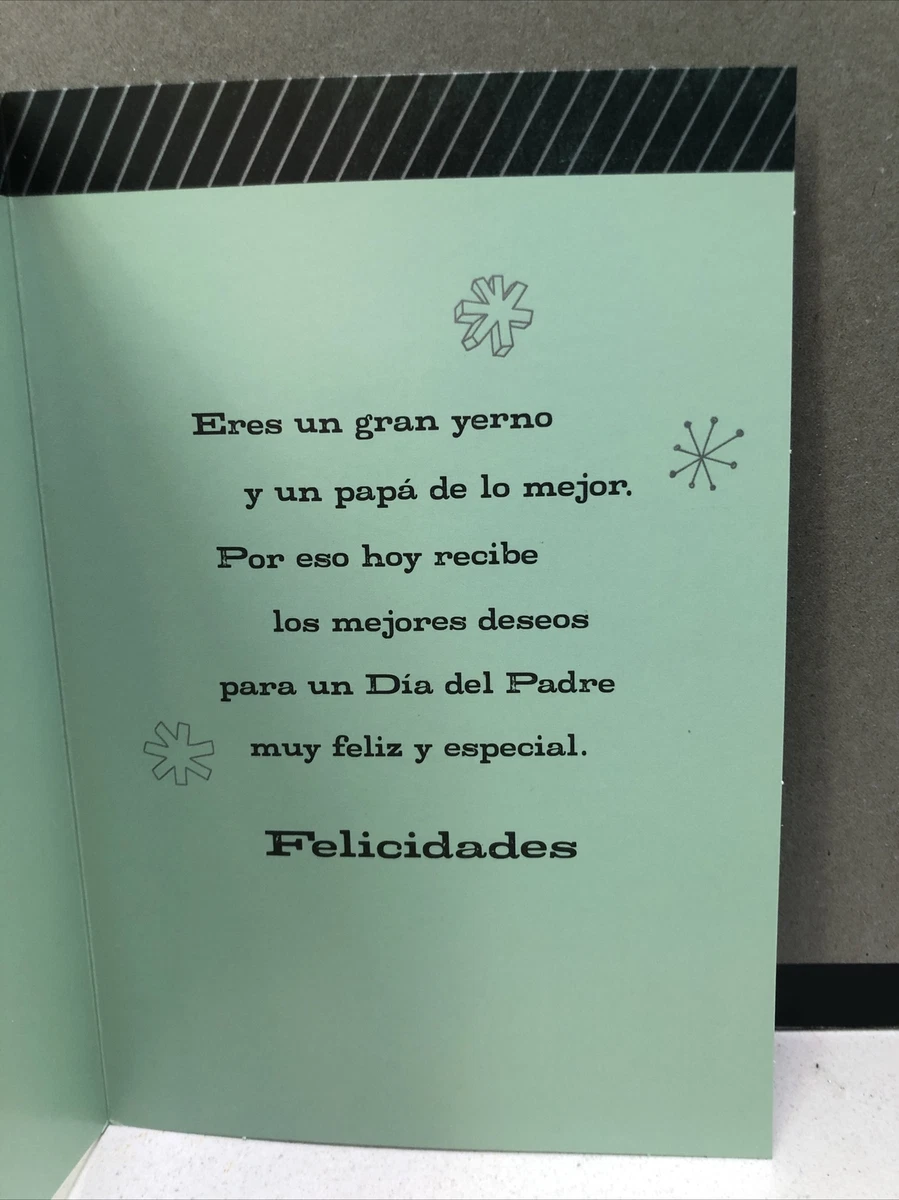 Eres un gran yerno
y un papá de lo mejor.
Por eso hoy recibe
los mejores deseos
para un Día del Padre
muy feliz y especial.
Felicidades